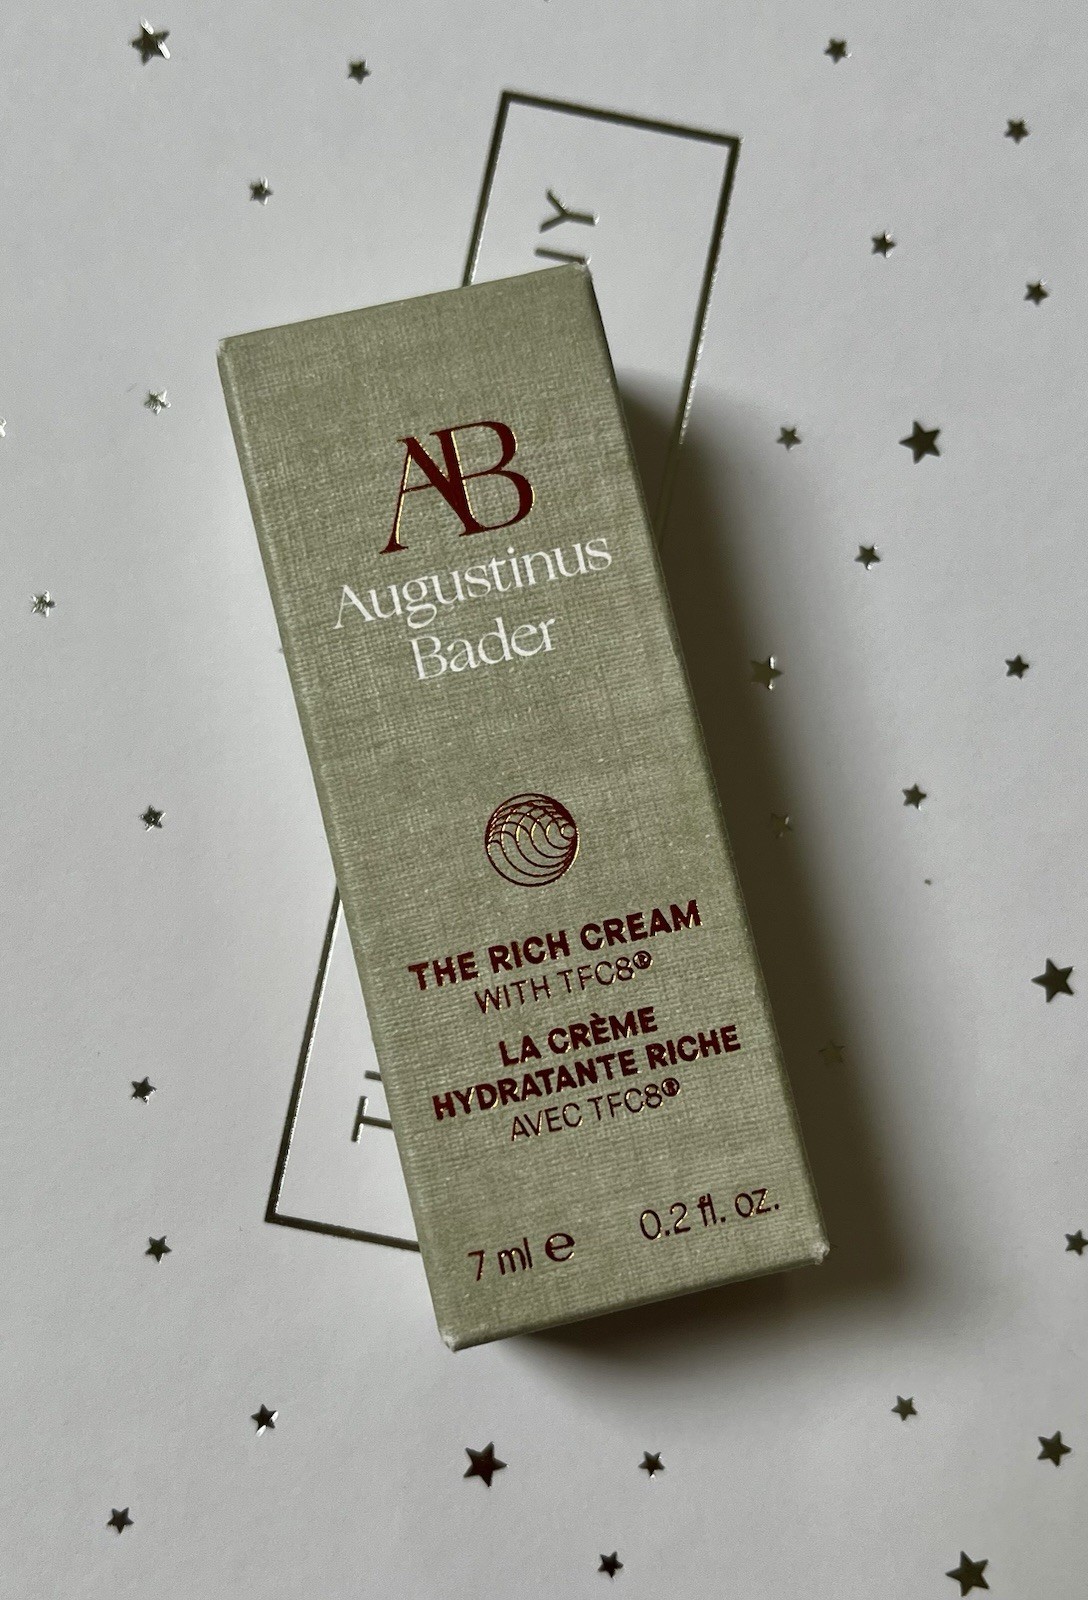 AB
Augustinus
Bader
THE RICH CREAM
WITH TFC8®
LA CRÈME
HYDRATANTE RICHE
AVEC TFC8®
7 ml e 0.2 fl. oz.